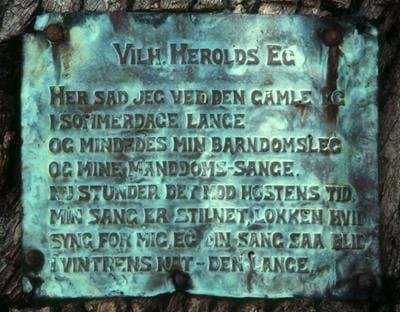 VILH. HEROLDS EG
HER SAD JEG VED DEN GAMLE EG
I SOMMERDAGE LANGE
OG MINDEDES MIN BARNDOMSLEG
OG MINE MANDDOMS-SANGE.
NU STUNDER DET MOD HØSTENS TID,
MIN SANG ER STILNET, LOKKEN HVID
SYNG FOR MIG, EG, DIN SANG SAA BLID
I VINTRENS NAT - DEN LANGE.